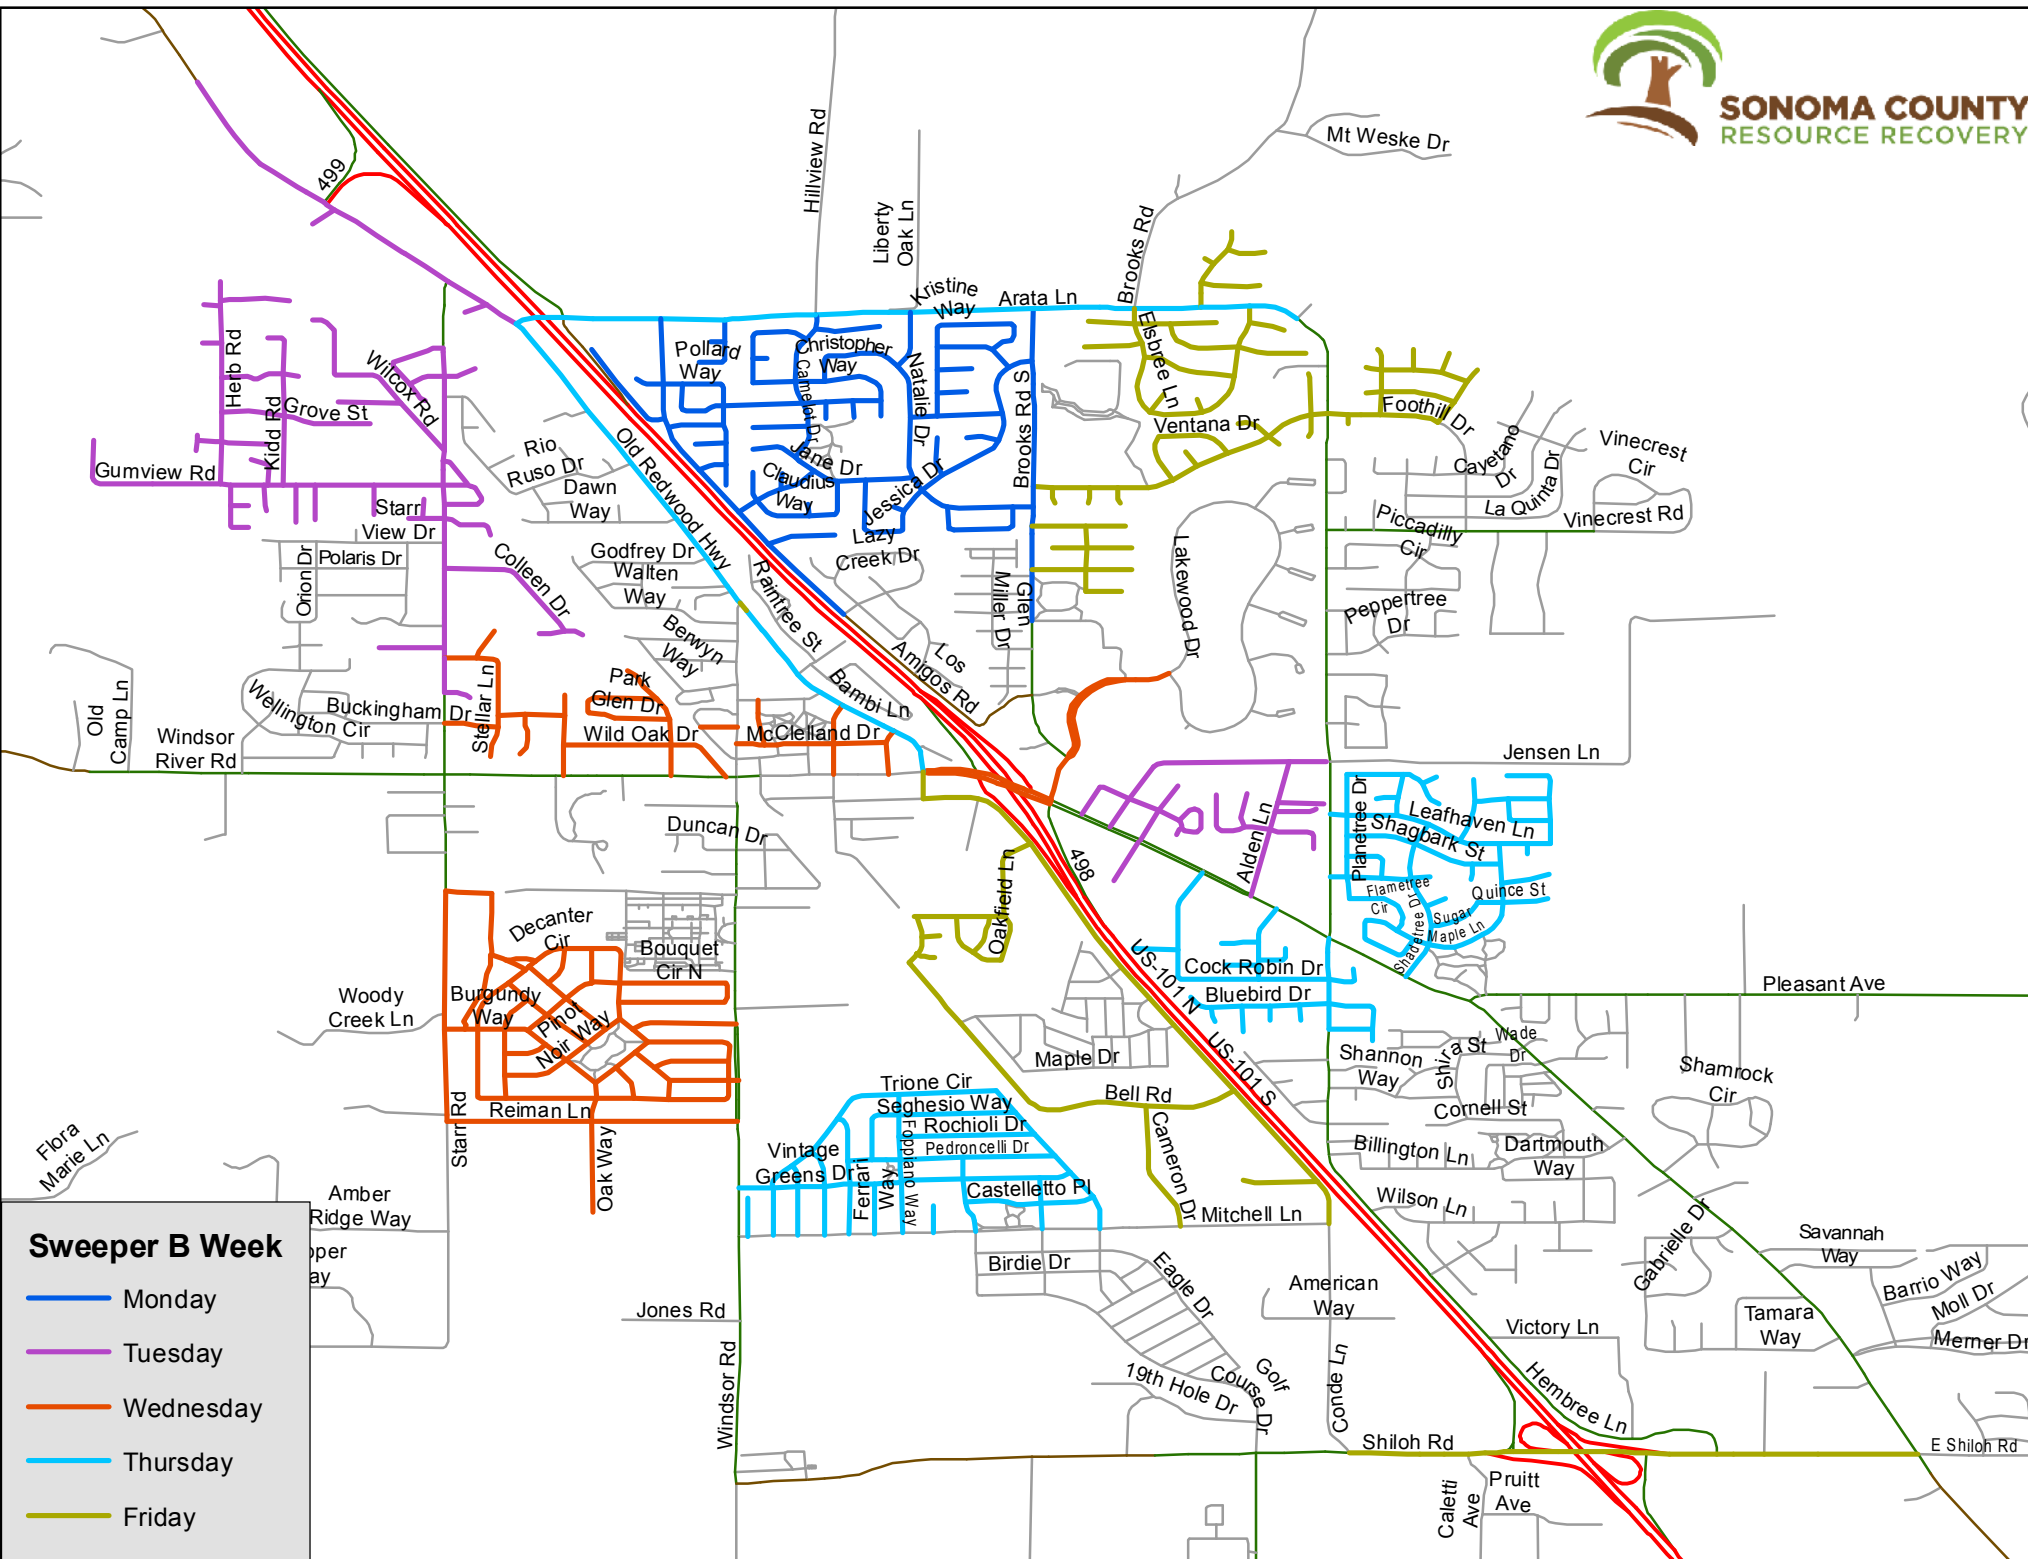 SONOMA COUNTY
RESOURCE RECOVERY
Mt Weske Dr
Hillview Rd
499
Liberty
Oak Ln
Brooks Rd
Kristine
Way
Arata Ln
Herb Rd
Wilcox Rd
Pollard
Way
Christopher
Way
Camelot Dr
Natalie Dr
Elsbree Ln
Brooks Rd S
Kidd Rd
Grove St
Foothill Dr
Ventana Dr
Cayetano
Dr
La Quinta Dr
Vinecrest
Cir
Vinecrest Rd
Gumview Rd
Rio
Ruso Dr
Old Redwood Hwy
Jane Dr
Claudius
Way
Jessica Dr
Dawn
Way
Starr
View Dr
Lazy
Creek Dr
Piccadilly
Cir
Orion Dr
Polaris Dr
Colleen Dr
Godfrey Dr
Walten
Way
Raintree St
Miller Dr
Glen
Lakewood Dr
Peppertree
Dr
Berwyn
Way
Los
Amigos Rd
Old
Camp Ln
Wellington Cir
Buckingham Dr
Stellar Ln
Park
Glen Dr
Bambi Ln
Windsor
River Rd
Wild Oak Dr
McClelland Dr
Jensen Ln
Planetree Dr
Leafhaven Ln
Shagbark St
Alden Ln
Duncan Dr
498
Oakfield Ln
Flametree
Cir
Quince St
Shadetree Dr
Sugar
Maple Ln
Decanter
Cir
Bouquet
Cir N
US-101 N
Cock Robin Dr
Bluebird Dr
Pleasant Ave
Woody
Creek Ln
Burgundy
Way
Pinot
Noir Way
Maple Dr
US-101 S
Shannon
Way
Shira St
Wade
Dr
Shamrock
Cir
Cornell St
Trione Cir
Bell Rd
Seghesio Way
Rochioli Dr
Pedroncelli Dr
Foppiano Way
Reiman Ln
Starr Rd
Flora
Marie Ln
Vintage
Greens Dr
Ferrari
Way
Castelletto Pl
Cameron Dr
Billington Ln
Dartmouth
Way
Oak Way
Amber
Ridge Way
Mitchell Ln
Wilson Ln
Gabrielle Dr
Savannah
Way
pper
ay
Birdie Dr
Eagle Dr
American
Way
Barrio Way
Moll Dr
Merner Dr
Tamara
Way
Jones Rd
Victory Ln
Windsor Rd
19th Hole Dr
Golf
Course Dr
Conde Ln
Hembree Ln
Shiloh Rd
E Shiloh Rd
Caletti
Ave
Pruitt
Ave
Sweeper B Week
Monday
Tuesday
Wednesday
Thursday
Friday